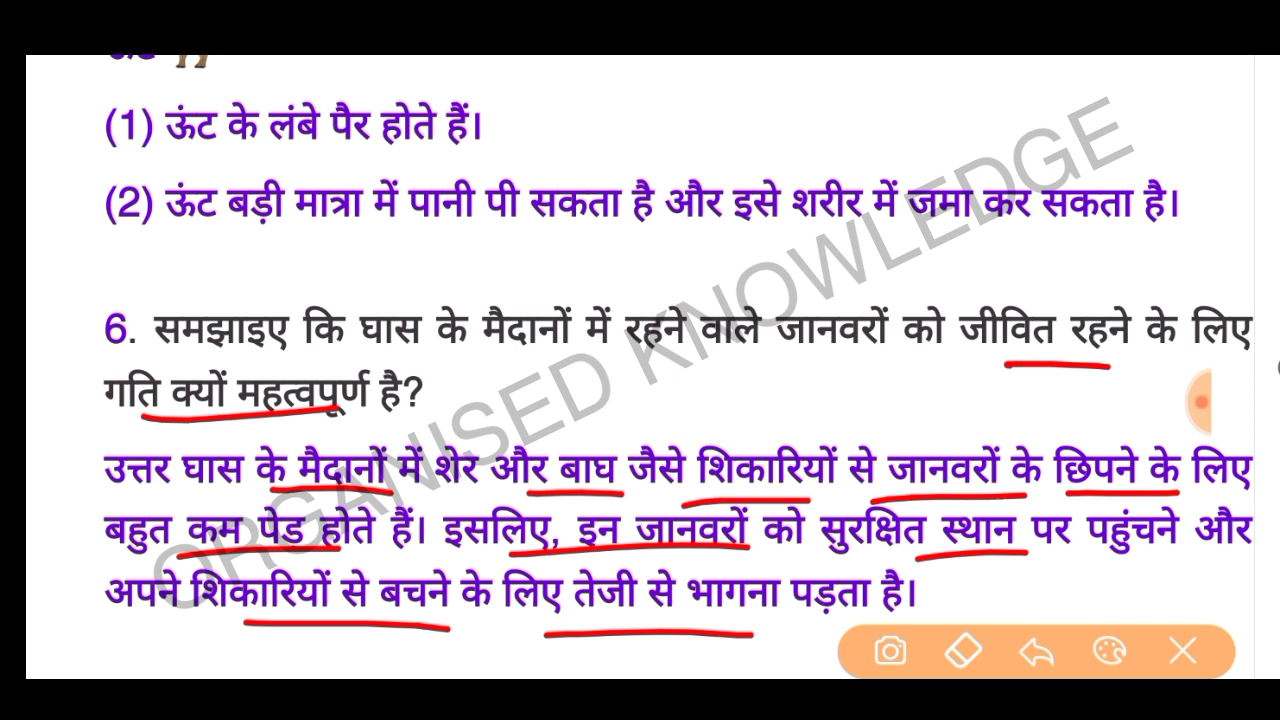 (1) ऊंट के लंबे पैर होते हैं।
(2) ऊंट बड़ी मात्रा में पानी पी सकता है और इसे शरीर में जमा कर सकता है।
6. समझाइए कि घास के मैदानों में रहने वाले जानवरों को जीवित रहने के लिए
गति क्यों महत्वपूर्ण है?
उत्तर घास के मैदानों में शेर और बाघ जैसे शिकारियों से जानवरों के छिपने के लिए
बहुत कम पेड होते हैं। इसलिए, इन जानवरों को सुरक्षित स्थान पर पहुंचने और
अपने शिकारियों से बचने के लिए तेजी से भागना पड़ता है।
ORGANISED KNOWLEDGE